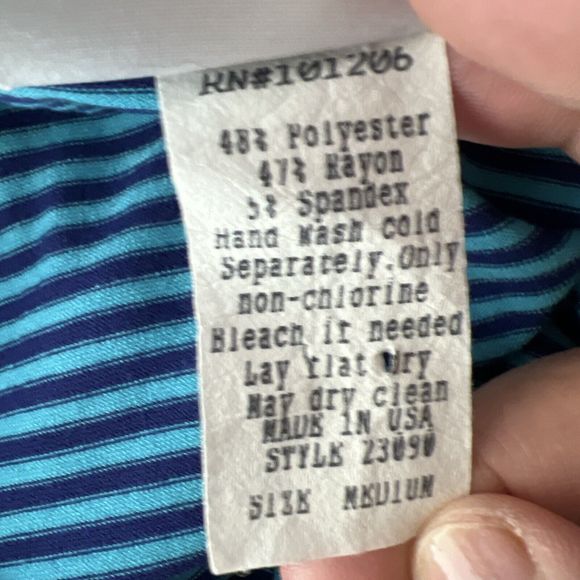 RN#101206
48% Polyester
47% Rayon
5% Spandex
Hand Wash cold
Separately.Only
non-chlorine
Bleach if needed
Lay flat dry
May dry clean
MADE IN USA
STYLE 23090
SIZE MEDIUM